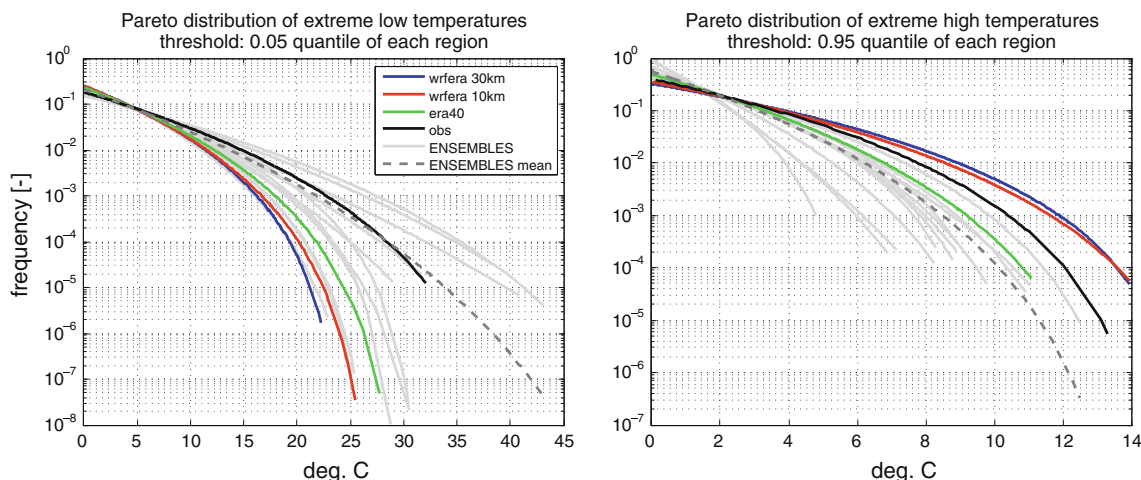 Pareto distribution of extreme low temperatures
threshold: 0.05 quantile of each region
10^0
10^-1
10^-2
10^-3
10^-4
10^-5
10^-6
10^-7
10^-8
frequency [-]
wrfera 30km
wrfera 10km
era40
obs
ENSEMBLES
ENSEMBLES mean
0 5 10 15 20 25 30 35 40 45
deg. C
Pareto distribution of extreme high temperatures
threshold: 0.95 quantile of each region
10^0
10^-1
10^-2
10^-3
10^-4
10^-5
10^-6
10^-7
0 2 4 6 8 10 12 14
deg. C